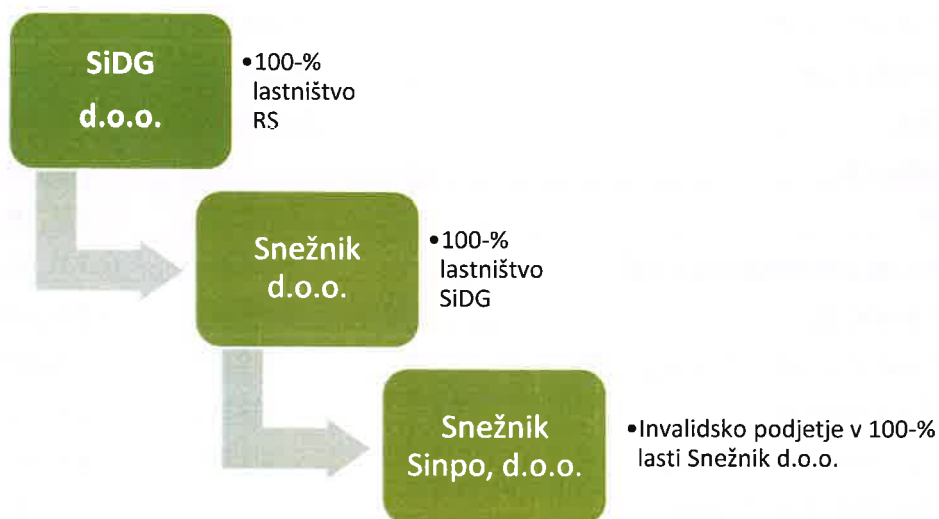 SiDG
d.o.o.
•100-%
lastništvo
RS
Snežnik
d.o.o.
•100-%
lastništvo
SiDG
Snežnik
Sinpo, d.o.o.
•Invalidsko podjetje v 100-%
lasti Snežnik d.o.o.